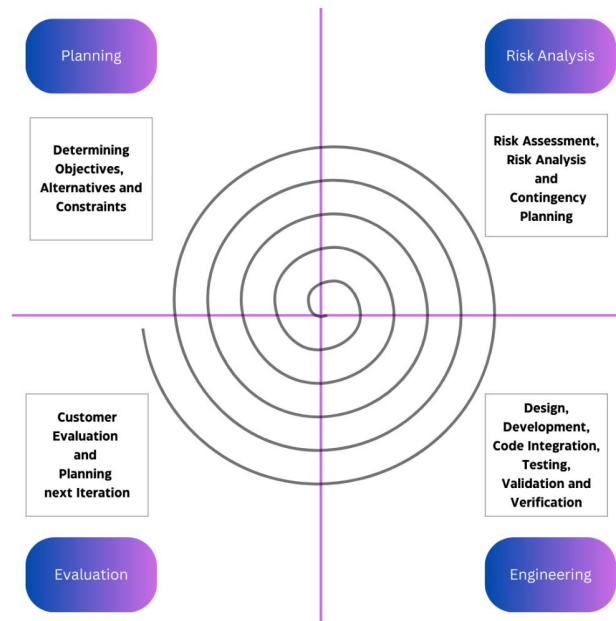 Planning
Risk Analysis
Determining
Objectives,
Alternatives and
Constraints
Risk Assessment,
Risk Analysis
and
Contingency
Planning
Customer
Evaluation
and
Planning
next Iteration
Design,
Development,
Code Integration,
Testing,
Validation and
Verification
Evaluation
Engineering